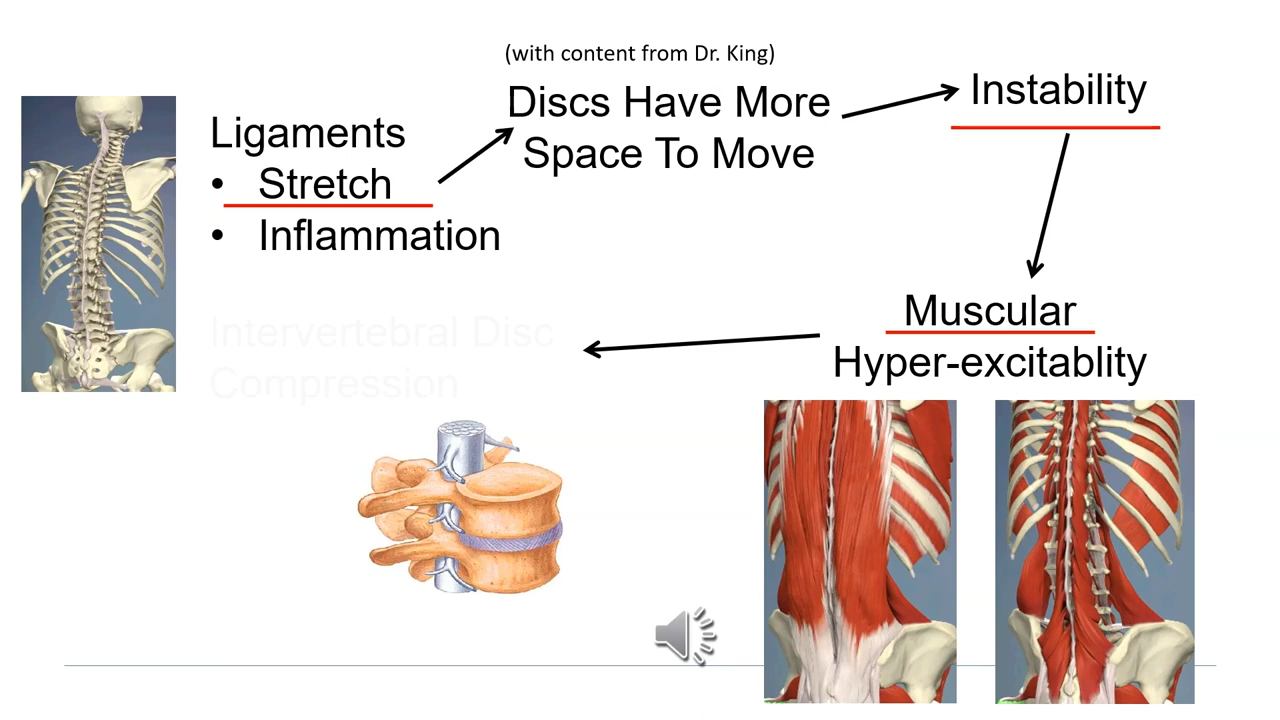 (with content from Dr. King)
Discs Have More
Space To Move
Instability
Ligaments
• Stretch
• Inflammation
Muscular
Hyper-excitablity
Intervertebral Disc
Compression